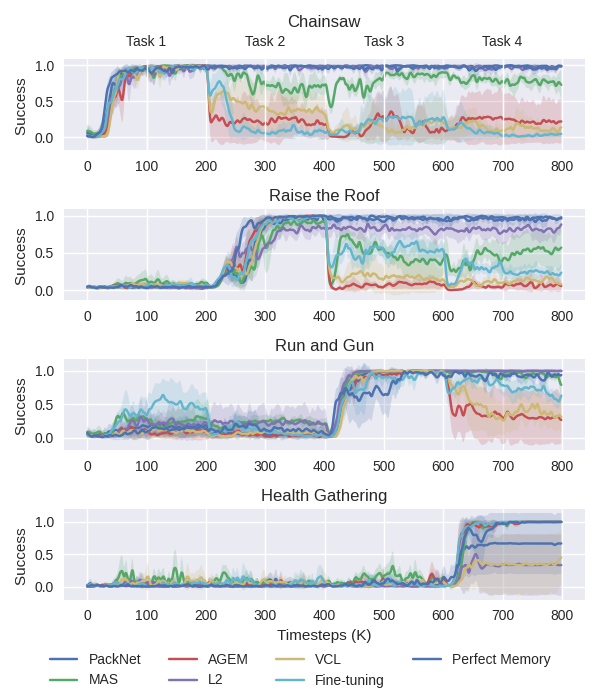 Chainsaw
Task 1 Task 2 Task 3 Task 4
1.0
0.5
0.0
Success
0 100 200 300 400 500 600 700 800
Raise the Roof
1.0
0.5
0.0
Success
0 100 200 300 400 500 600 700 800
Run and Gun
1.0
0.5
0.0
Success
0 100 200 300 400 500 600 700 800
Health Gathering
1.0
0.5
0.0
Success
0 100 200 300 400 500 600 700 800
Timesteps (K)
PackNet AGEM VCL Perfect Memory
MAS L2 Fine-tuning